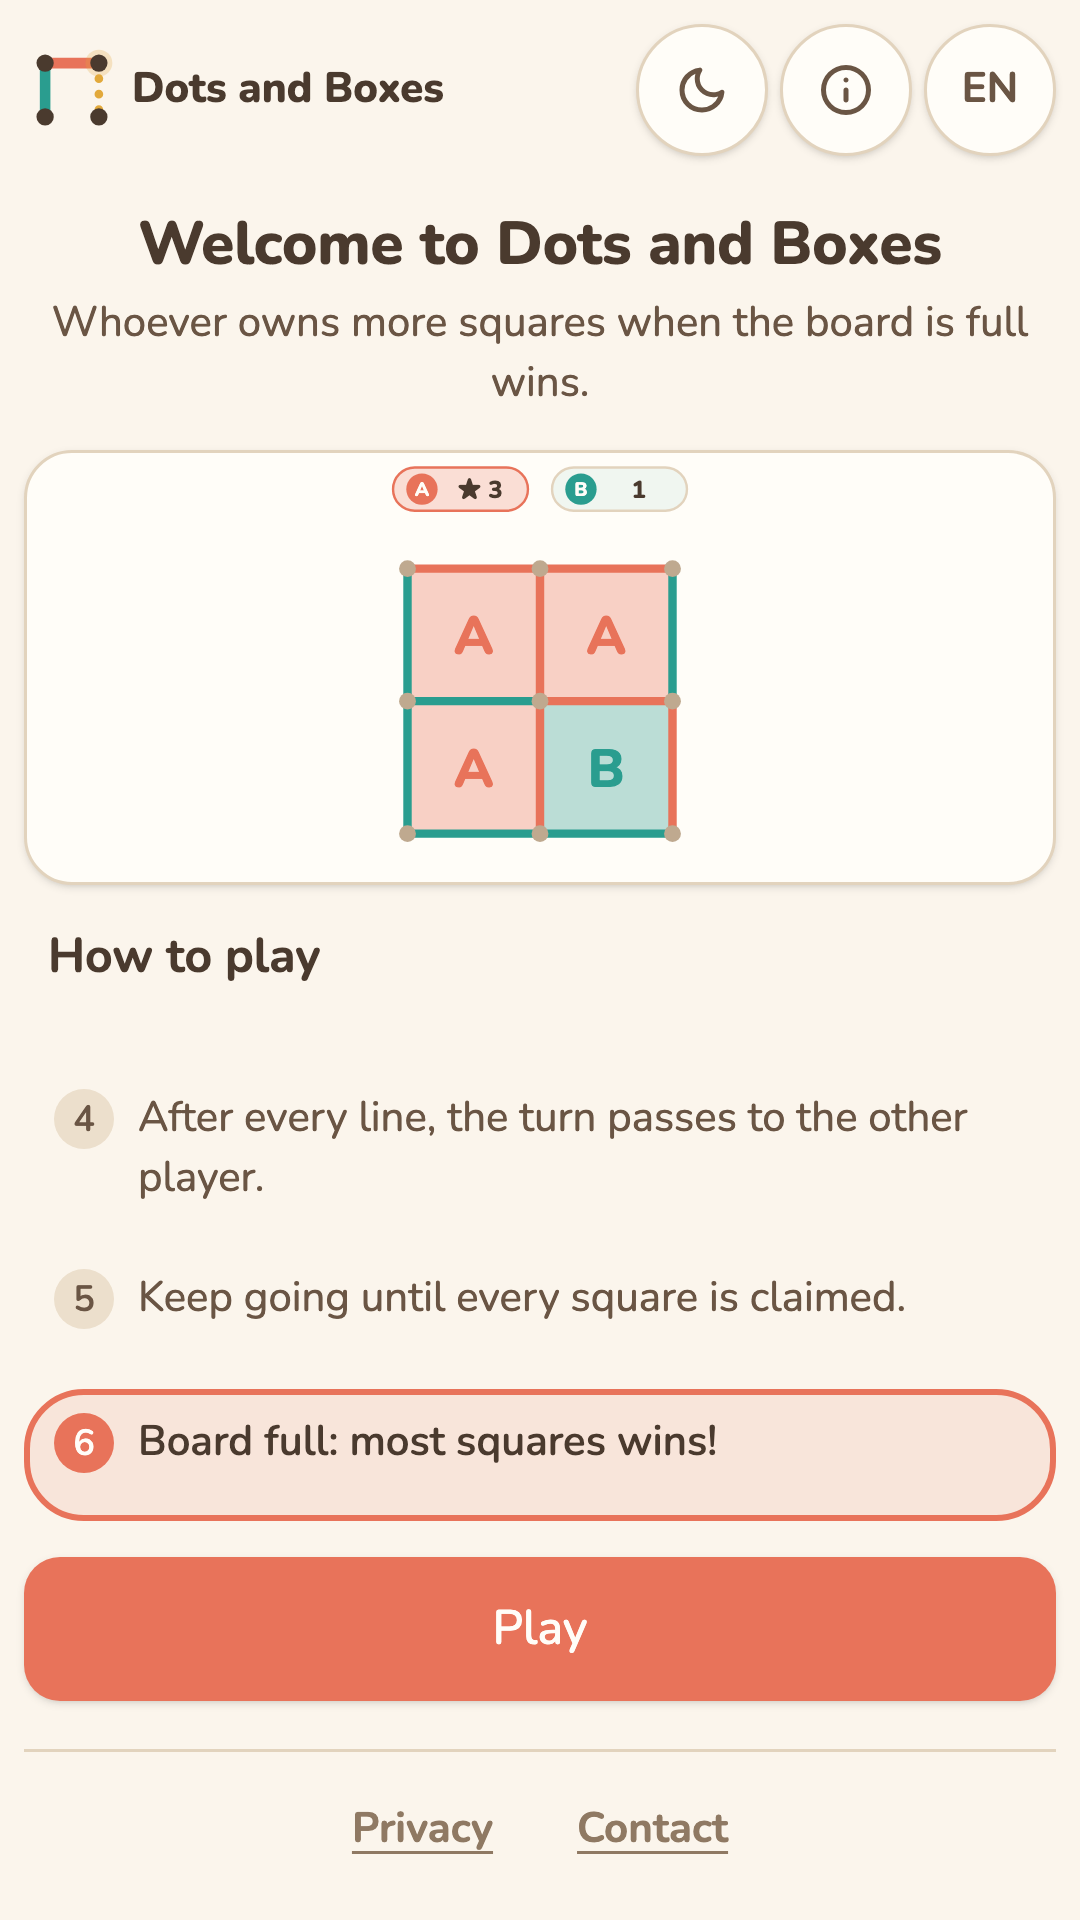 Dots and Boxes
EN
Welcome to Dots and Boxes
Whoever owns more squares when the board is full
wins.
A ★ 3 B 1
A A
A B
How to play
4 After every line, the turn passes to the other
player.
5 Keep going until every square is claimed.
6 Board full: most squares wins!
Play
Privacy Contact